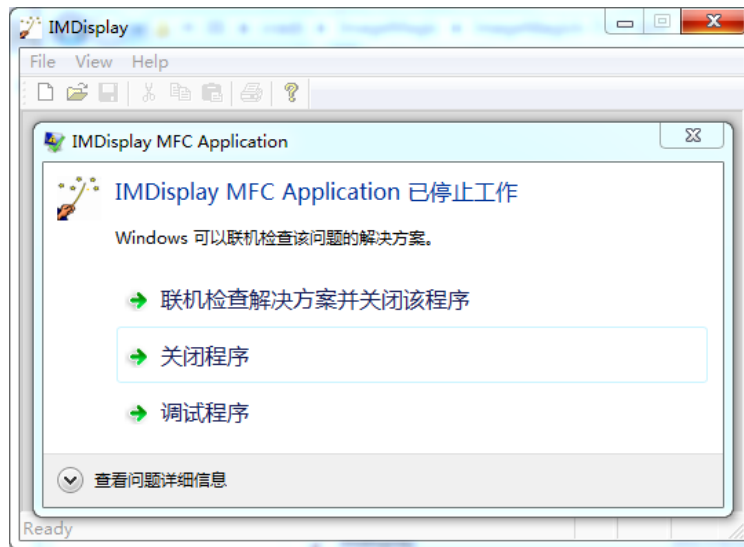 IMDisplay
File View Help
IMDisplay MFC Application
IMDisplay MFC Application 已停止工作
Windows 可以联机检查该问题的解决方案。
联机检查解决方案并关闭该程序
关闭程序
调试程序
查看问题详细信息
Ready